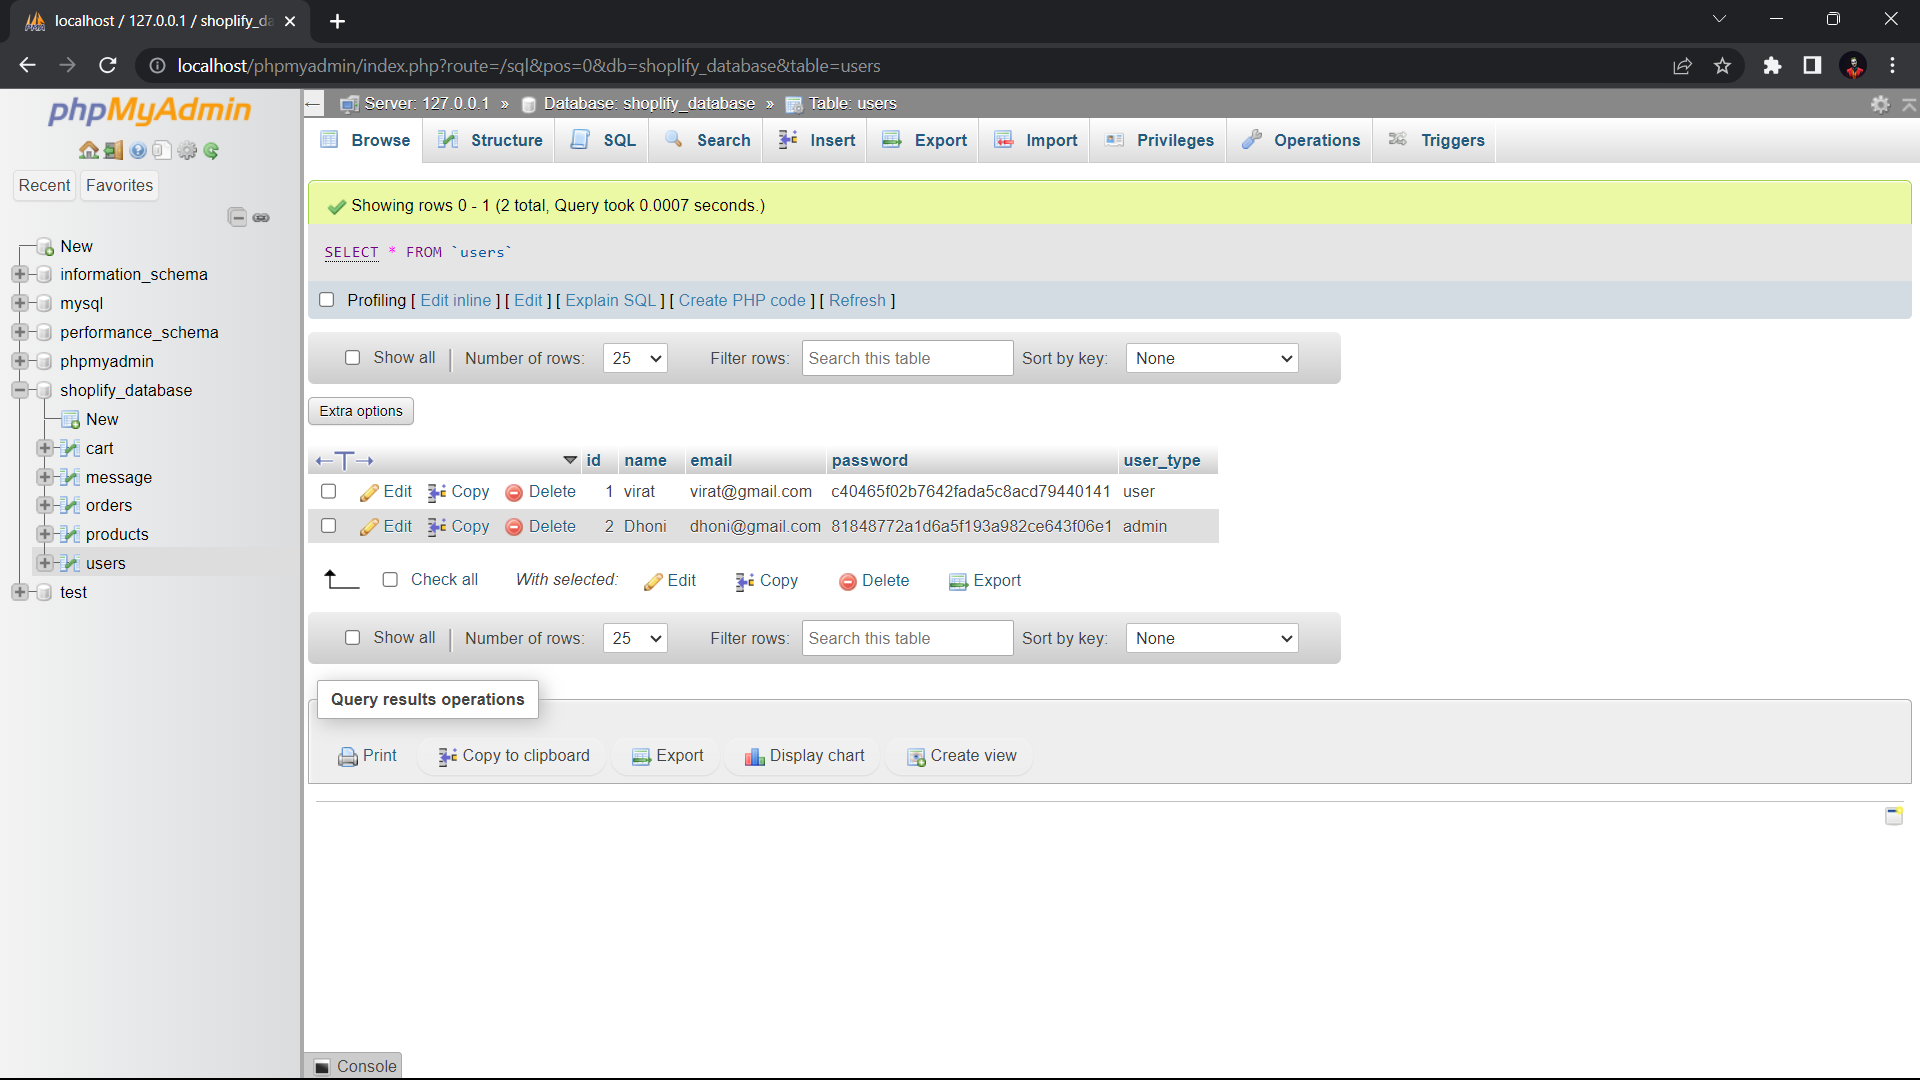 localhost / 127.0.0.1 / shoplify_da
localhost/phpmyadmin/index.php?route=/sql&pos=0&db=shoplify_database&table=users
phpMyAdmin
Recent Favorites
New
information_schema
mysql
performance_schema
phpmyadmin
shoplify_database
New
cart
message
orders
products
users
test
Server: 127.0.0.1 » Database: shoplify_database » Table: users
Browse Structure SQL Search Insert Export Import Privileges Operations Triggers
Showing rows 0 - 1 (2 total, Query took 0.0007 seconds.)
SELECT * FROM `users`
Profiling [ Edit inline ] [ Edit ] [ Explain SQL ] [ Create PHP code ] [ Refresh ]
Show all Number of rows: 25 Filter rows: Search this table Sort by key: None
Extra options
id name email password user_type
Edit Copy Delete 1 virat virat@gmail.com c40465f02b7642fada5c8acd79440141 user
Edit Copy Delete 2 Dhoni dhoni@gmail.com 81848772a1d6a5f193a982ce643f06e1 admin
Check all With selected: Edit Copy Delete Export
Show all Number of rows: 25 Filter rows: Search this table Sort by key: None
Query results operations
Print Copy to clipboard Export Display chart Create view
Console